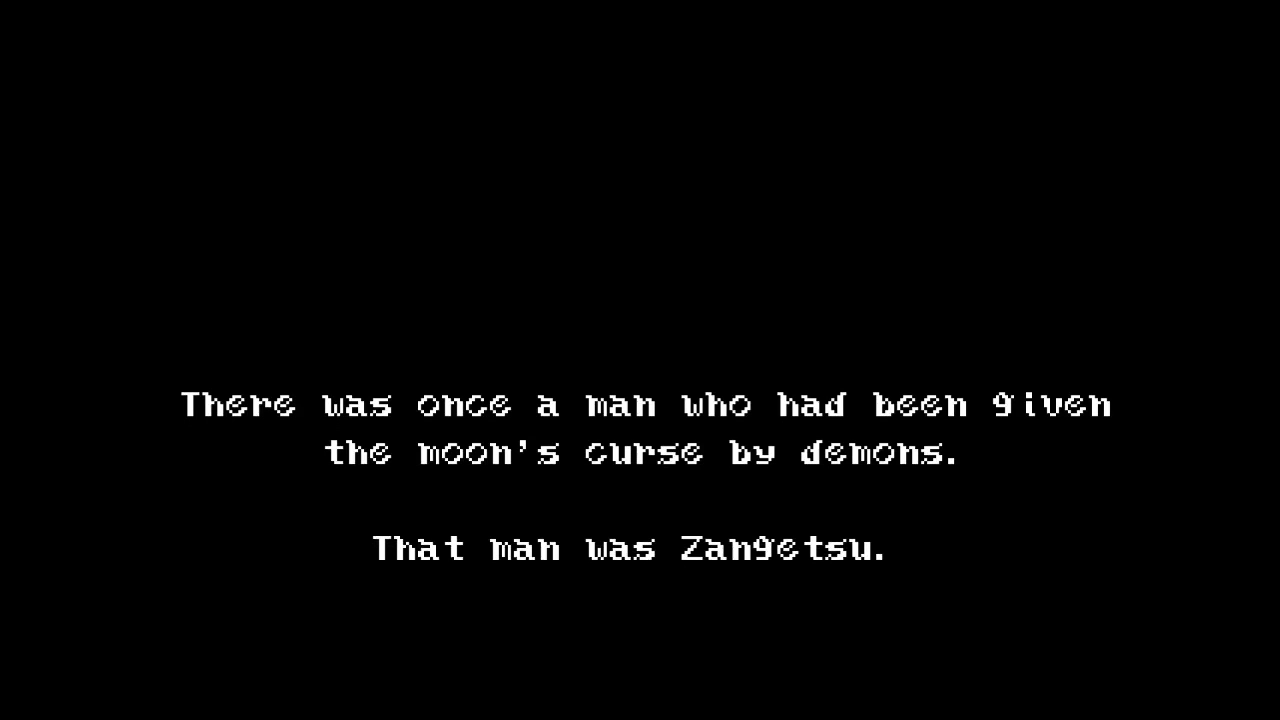 There was once a man who had been given
the moon's curse by demons.
That man was Zangetsu.